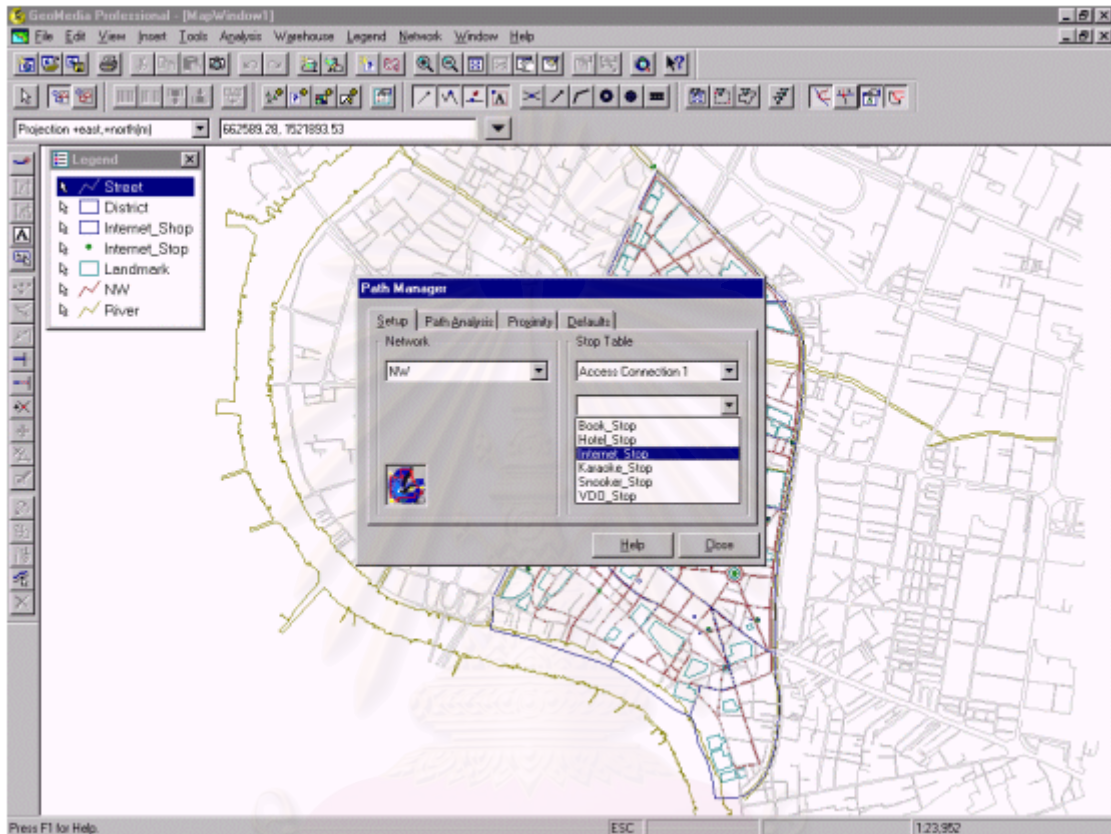 GeoMedia Professional - [MapWindow1]
File Edit View Insert Tools Analysis Warehouse Legend Network Window Help
Projection +east,+north(m) 662589.28, 1521893.53
Legend
Street
District
Internet_Shop
Internet_Stop
Landmark
NW
River
Path Manager
Setup Path Analysis Proximity Defaults
Network Stop Table
NW Access Connection 1
Book_Stop
Hotel_Stop
Internet_Stop
Karaoke_Stop
Snooker_Stop
VDO_Stop
Help Close
Press F1 for Help. ESC 1:23,952